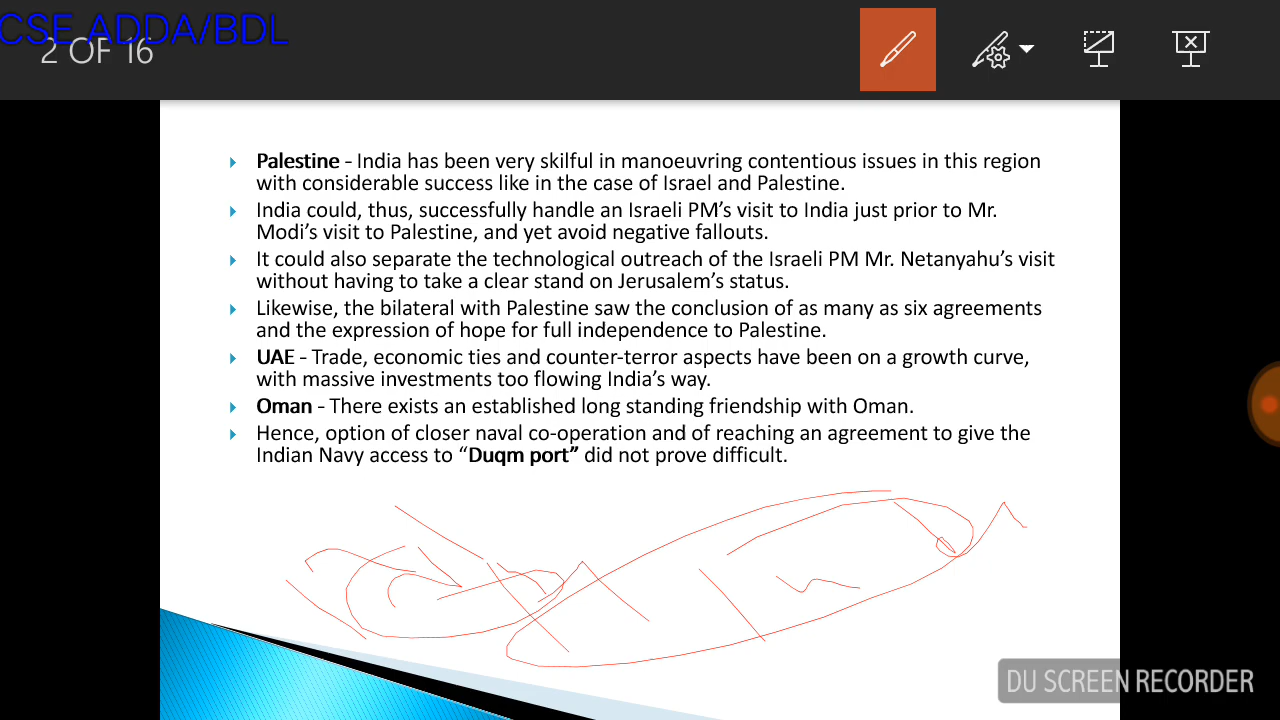 CSE ADDA/BDL
2 OF 16
Palestine - India has been very skilful in manoeuvring contentious issues in this region
with considerable success like in the case of Israel and Palestine.
India could, thus, successfully handle an Israeli PM's visit to India just prior to Mr.
Modi's visit to Palestine, and yet avoid negative fallouts.
It could also separate the technological outreach of the Israeli PM Mr. Netanyahu's visit
without having to take a clear stand on Jerusalem's status.
Likewise, the bilateral with Palestine saw the conclusion of as many as six agreements
and the expression of hope for full independence to Palestine.
UAE - Trade, economic ties and counter-terror aspects have been on a growth curve,
with massive investments too flowing India's way.
Oman - There exists an established long standing friendship with Oman.
Hence, option of closer naval co-operation and of reaching an agreement to give the
Indian Navy access to “Duqm port” did not prove difficult.
DU SCREEN RECORDER